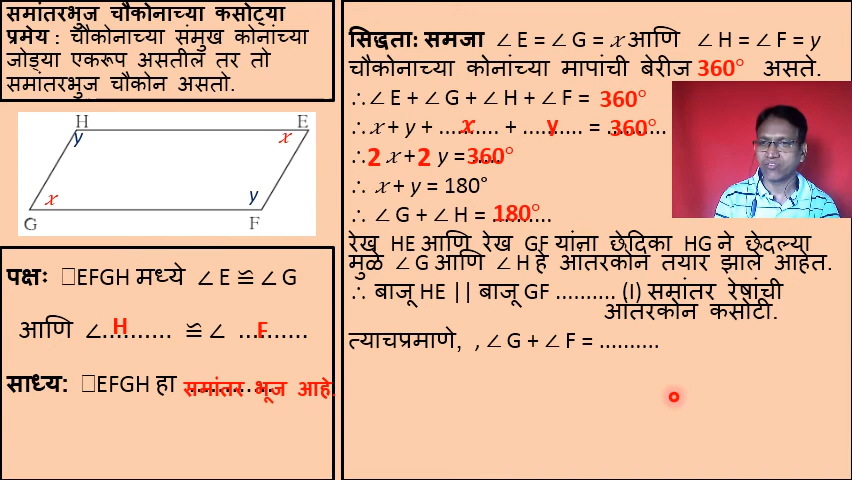 समांतरभुज चौकोनाच्या कसोट्या
प्रमेय : चौकोनाच्या संमुख कोनांच्या
जोड्या एकरूप असतील तर तो
समांतरभुज चौकोन असतो.
H E
y x
x y
G F
पक्षः □EFGH मध्ये ∠ E ≅ ∠ G
आणि ∠....H...... ≅ ∠ ...F.......
साध्य: □EFGH हा समांतर भूज आहे.
सिद्धताः समजा ∠ E = ∠ G = x आणि ∠ H = ∠ F = y
चौकोनाच्या कोनांच्या मापांची बेरीज 360° असते.
∴ ∠ E + ∠ G + ∠ H + ∠ F = 360°
∴ x + y + ....x...... + ....y...... = 360°
∴ 2 x + 2 y = 360°
∴ x + y = 180°
∴ ∠ G + ∠ H = 180°
रेख HE आणि रेख GF यांना छेदिका HG ने छेदल्या
मुळे ∠ G आणि ∠ H हे आंतरकोन तयार झाले आहेत.
∴ बाजू HE || बाजू GF .......... (I) समांतर रेषांची
आंतरकोन कसोटी.
त्याचप्रमाणे, , ∠ G + ∠ F = ..........